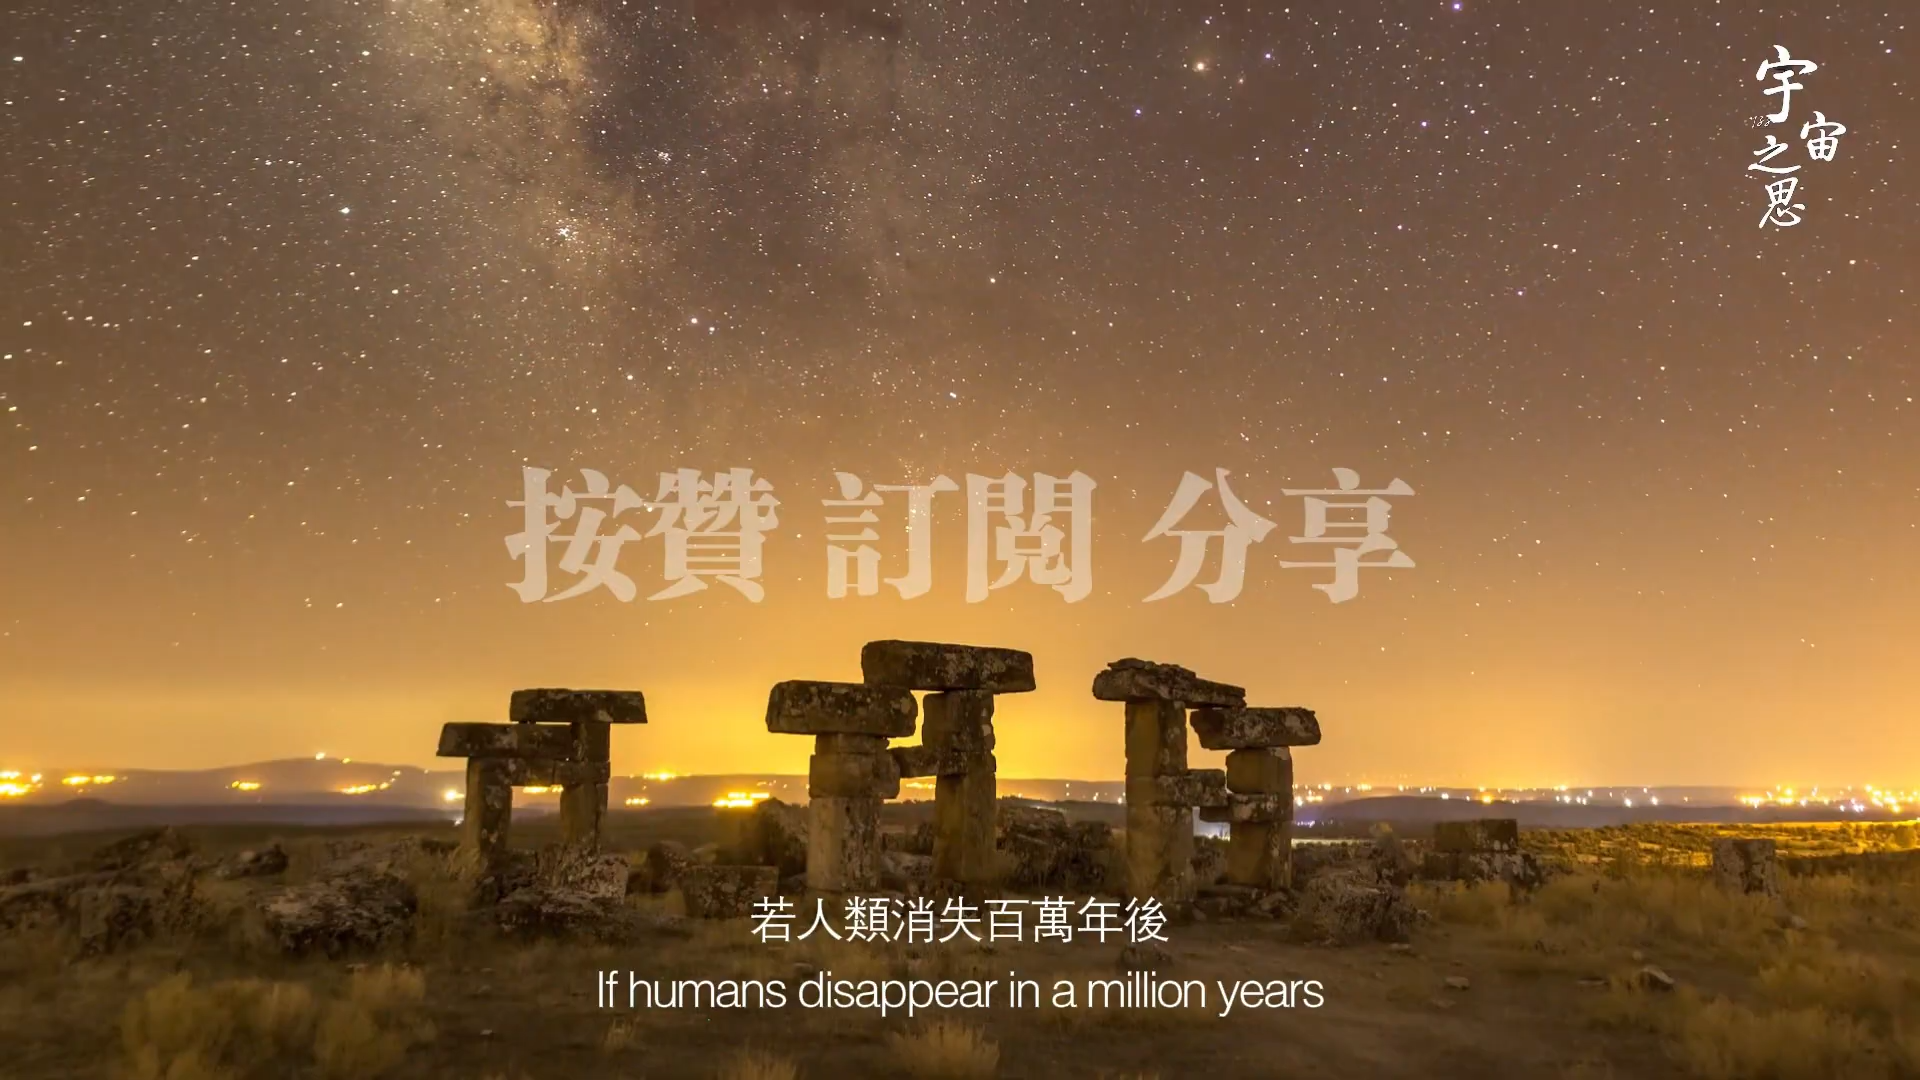 宇宙之思
按贊 訂閱 分享
若人類消失百萬年後
If humans disappear in a million years